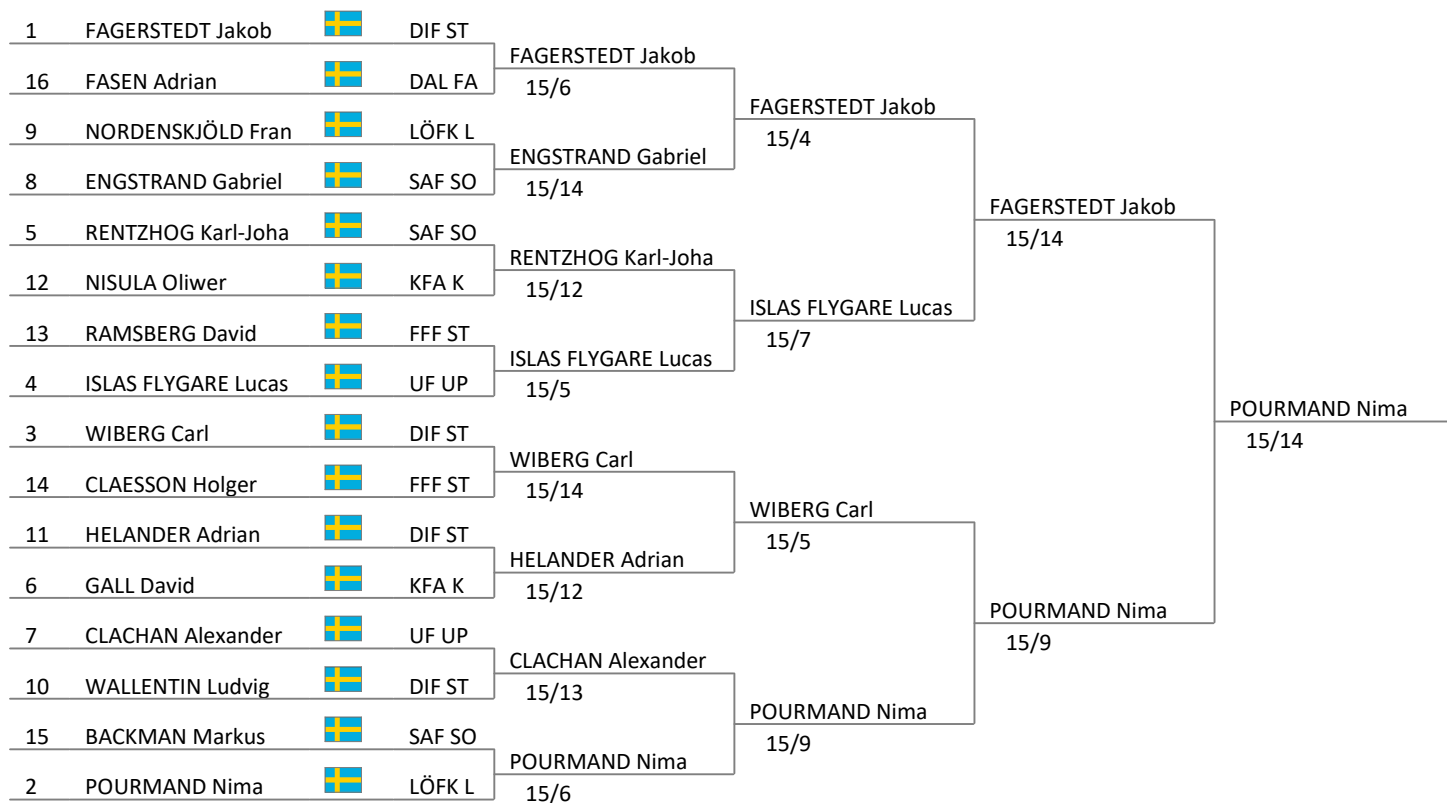 1 FAGERSTEDT Jakob DIF ST
FAGERSTEDT Jakob
16 FASEN Adrian DAL FA
15/6
FAGERSTEDT Jakob
9 NORDENSKJÖLD Fran LÖFK L
15/4
ENGSTRAND Gabriel
8 ENGSTRAND Gabriel SAF SO
15/14
FAGERSTEDT Jakob
5 RENTZHOG Karl-Joha SAF SO
15/14
RENTZHOG Karl-Joha
12 NISULA Oliwer KFA K
15/12
ISLAS FLYGARE Lucas
13 RAMSBERG David FFF ST
15/7
ISLAS FLYGARE Lucas
4 ISLAS FLYGARE Lucas UF UP
15/5
POURMAND Nima
3 WIBERG Carl DIF ST
15/14
WIBERG Carl
14 CLAESSON Holger FFF ST
15/14
WIBERG Carl
11 HELANDER Adrian DIF ST
15/5
HELANDER Adrian
6 GALL David KFA K
15/12
POURMAND Nima
7 CLACHAN Alexander UF UP
15/9
CLACHAN Alexander
10 WALLENTIN Ludvig DIF ST
15/13
POURMAND Nima
15 BACKMAN Markus SAF SO
15/9
POURMAND Nima
2 POURMAND Nima LÖFK L
15/6